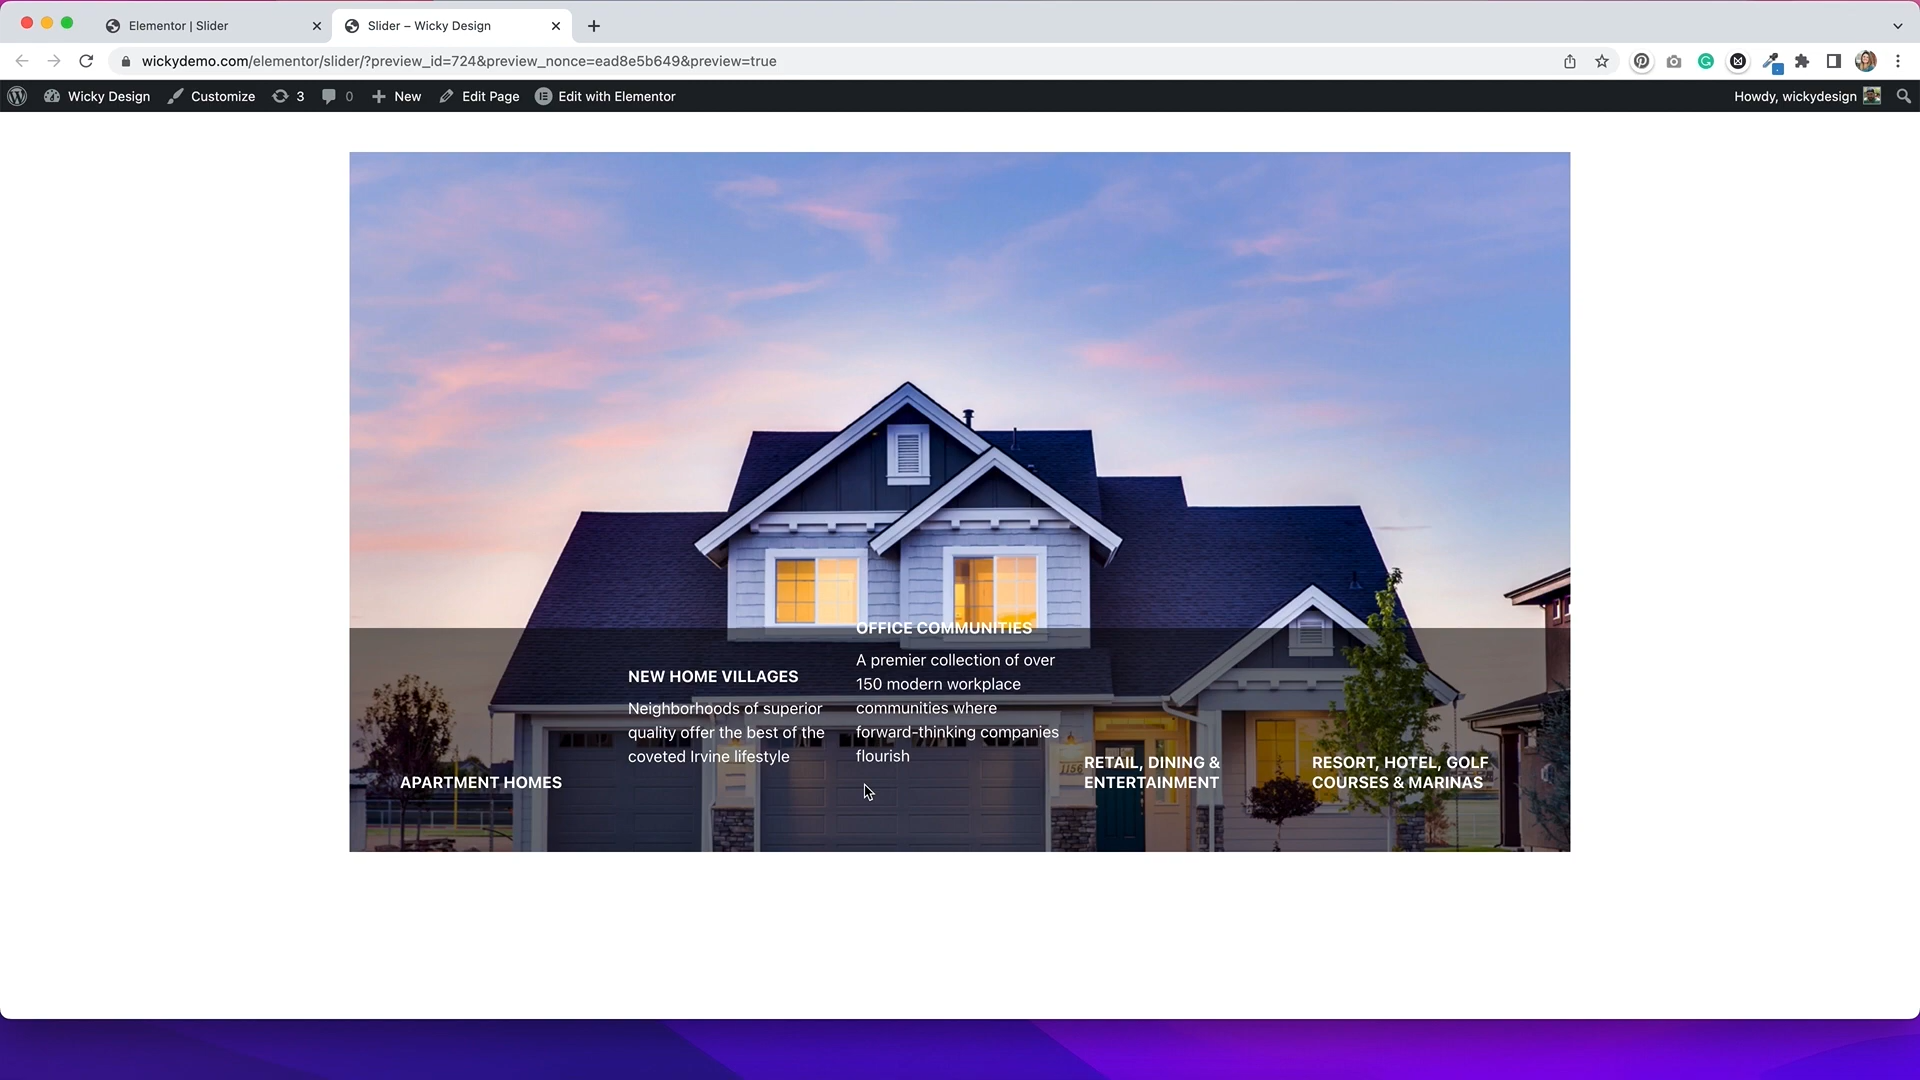 Elementor | Slider
Slider – Wicky Design
wickydemo.com/elementor/slider/?preview_id=724&preview_nonce=ead8e5b649&preview=true
Wicky Design
Customize
3
0
New
Edit Page
Edit with Elementor
Howdy, wickydesign
APARTMENT HOMES
NEW HOME VILLAGES
Neighborhoods of superior
quality offer the best of the
coveted Irvine lifestyle
OFFICE COMMUNITIES
A premier collection of over
150 modern workplace
communities where
forward-thinking companies
flourish
1156
RETAIL, DINING &
ENTERTAINMENT
RESORT, HOTEL, GOLF
COURSES & MARINAS